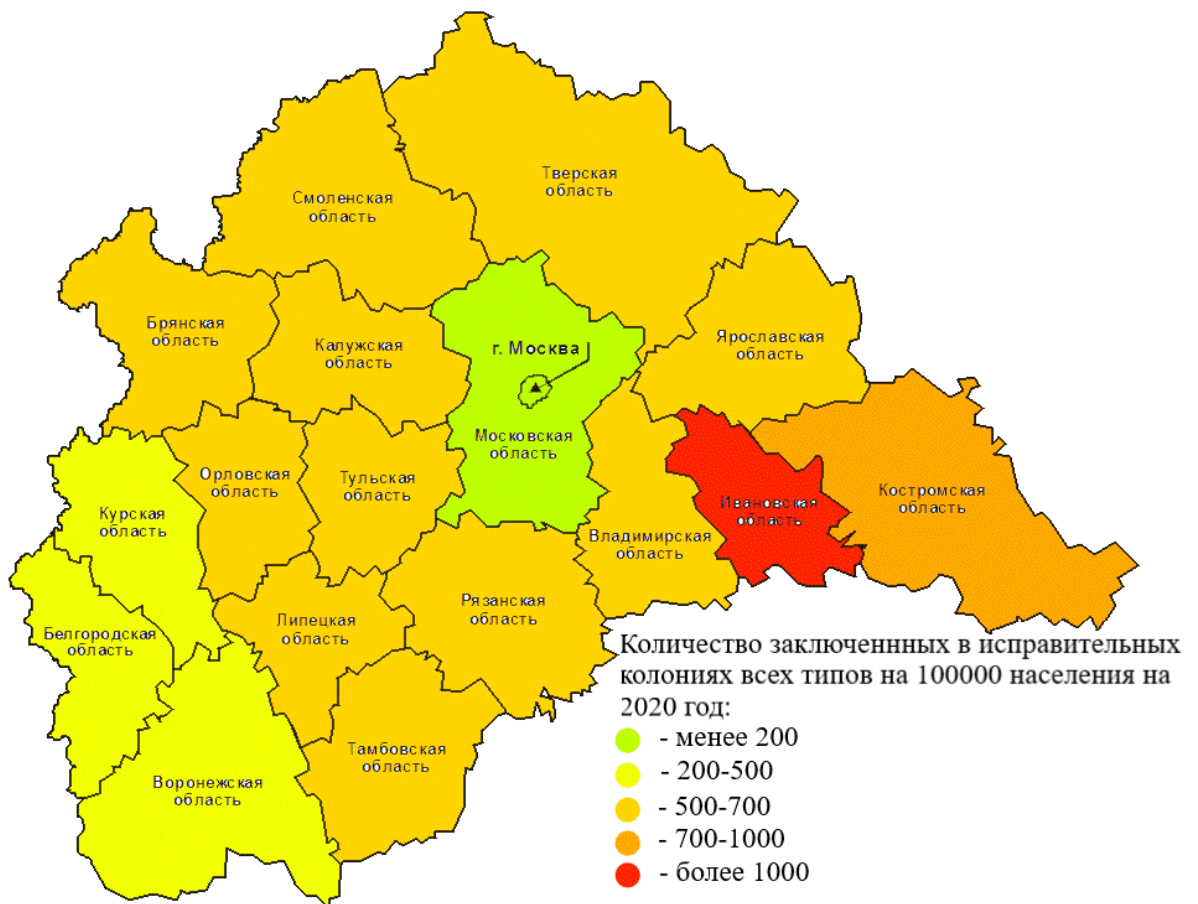 Тверская
область
Смоленская
область
Брянская
область
Калужская
область
г. Москва
Ярославская
область
Московская
область
Орловская
область
Тульская
область
Курская
область
Ивановская
область
Костромская
область
Владимирская
область
Белгородская
область
Липецкая
область
Рязанская
область
Тамбовская
область
Воронежская
область
Количество заключеннных в исправительных
колониях всех типов на 100000 населения на
2020 год:
- менее 200
- 200-500
- 500-700
- 700-1000
- более 1000